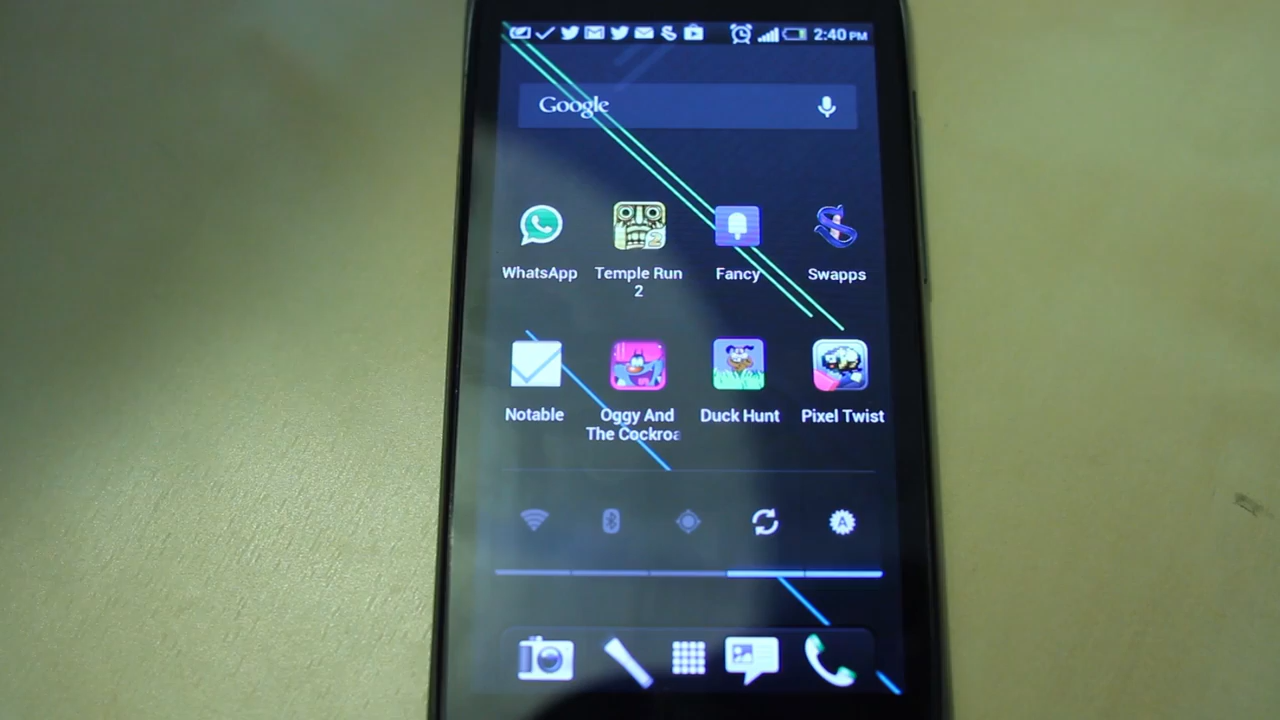 2:40 PM
Google
WhatsApp
Temple Run
2
Fancy
Swapps
2
Notable
Oggy And
The Cockroa
Duck Hunt
Pixel Twist
A